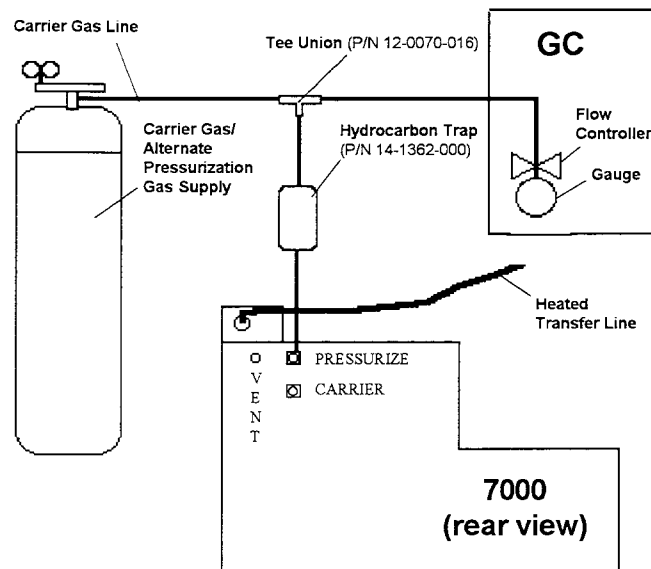 Carrier Gas Line
Tee Union (P/N 12-0070-016)
GC
Carrier Gas/
Alternate
Pressurization
Gas Supply
Hydrocarbon Trap
(P/N 14-1362-000)
Flow
Controller
Gauge
Heated
Transfer Line
PRESSURIZE
CARRIER
V
E
N
T
7000
(rear view)